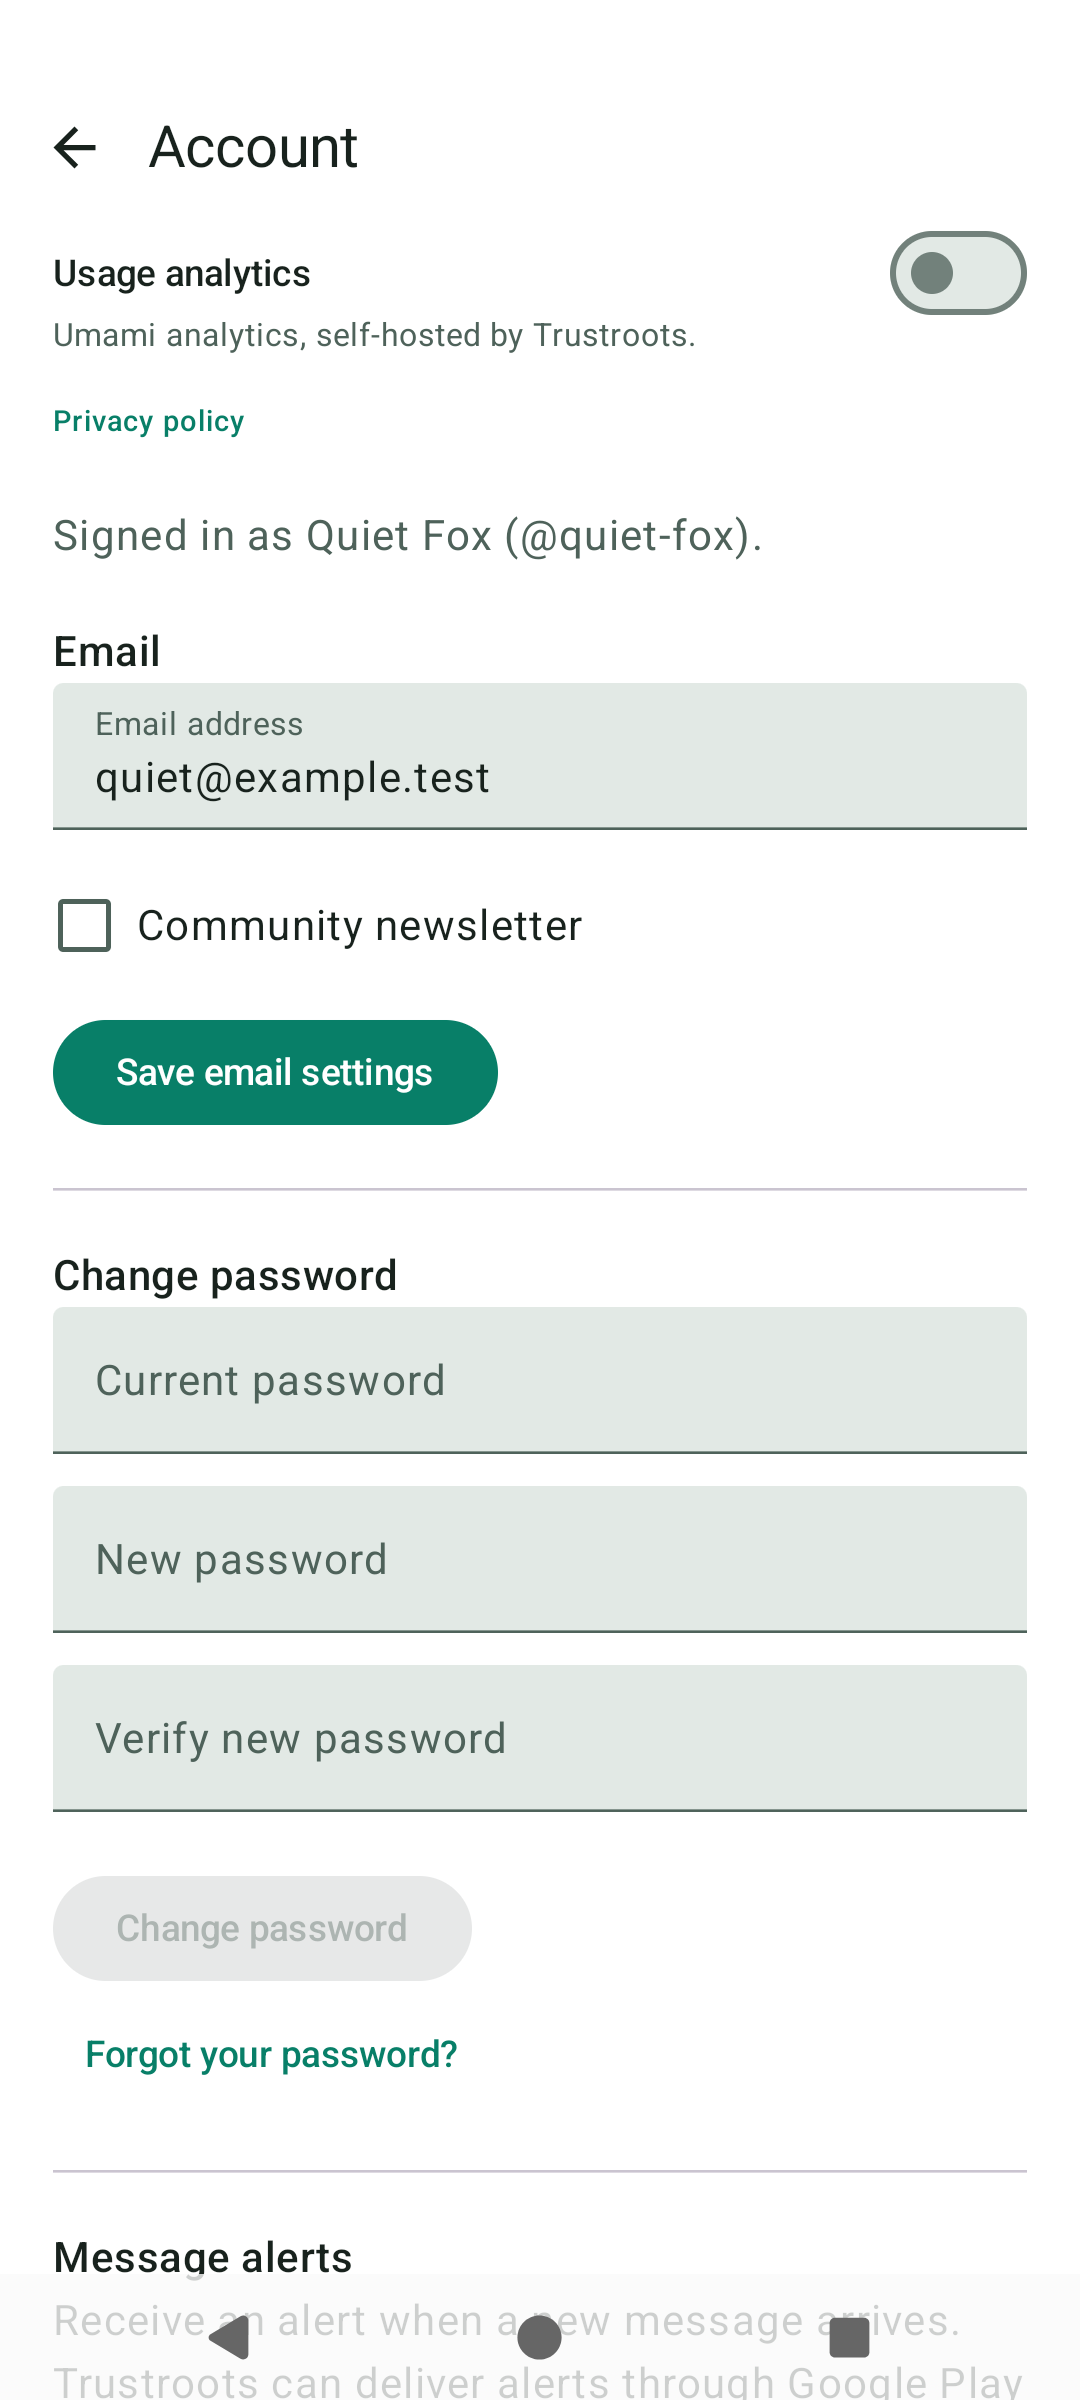 Account
Usage analytics
Umami analytics, self-hosted by Trustroots.
Privacy policy
Signed in as Quiet Fox (@quiet-fox).
Email
Email address
quiet@example.test
Community newsletter
Save email settings
Change password
Current password
New password
Verify new password
Change password
Forgot your password?
Message alerts
Receive an alert when a new message arrives.
Trustroots can deliver alerts through Google Play